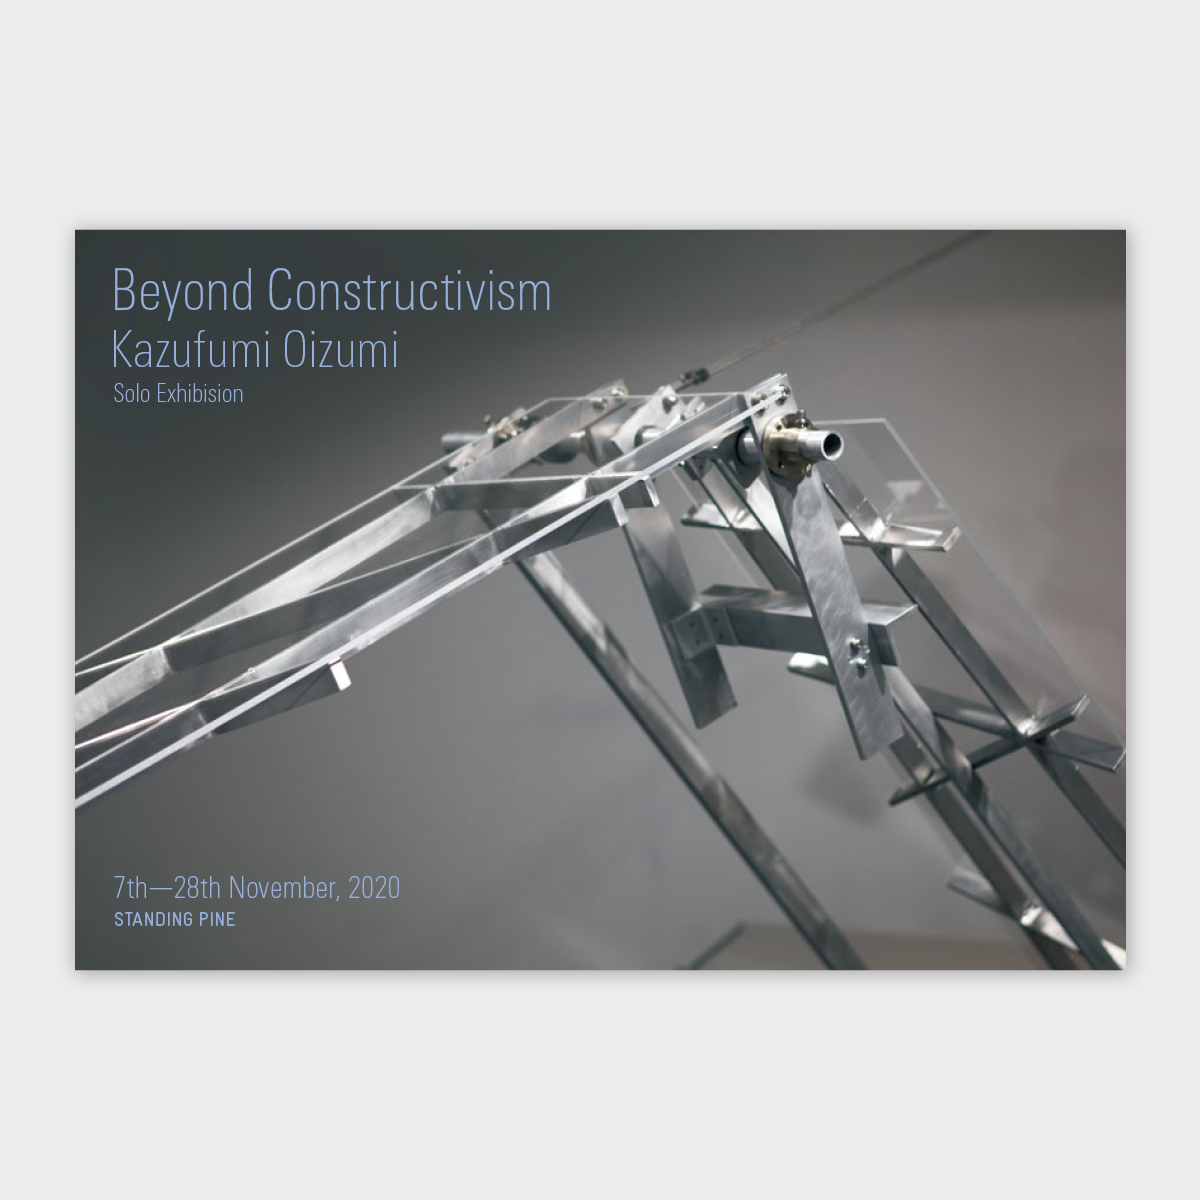 Beyond Constructivism
Kazufumi Oizumi
Solo Exhibision
7th—28th November, 2020
STANDING PINE